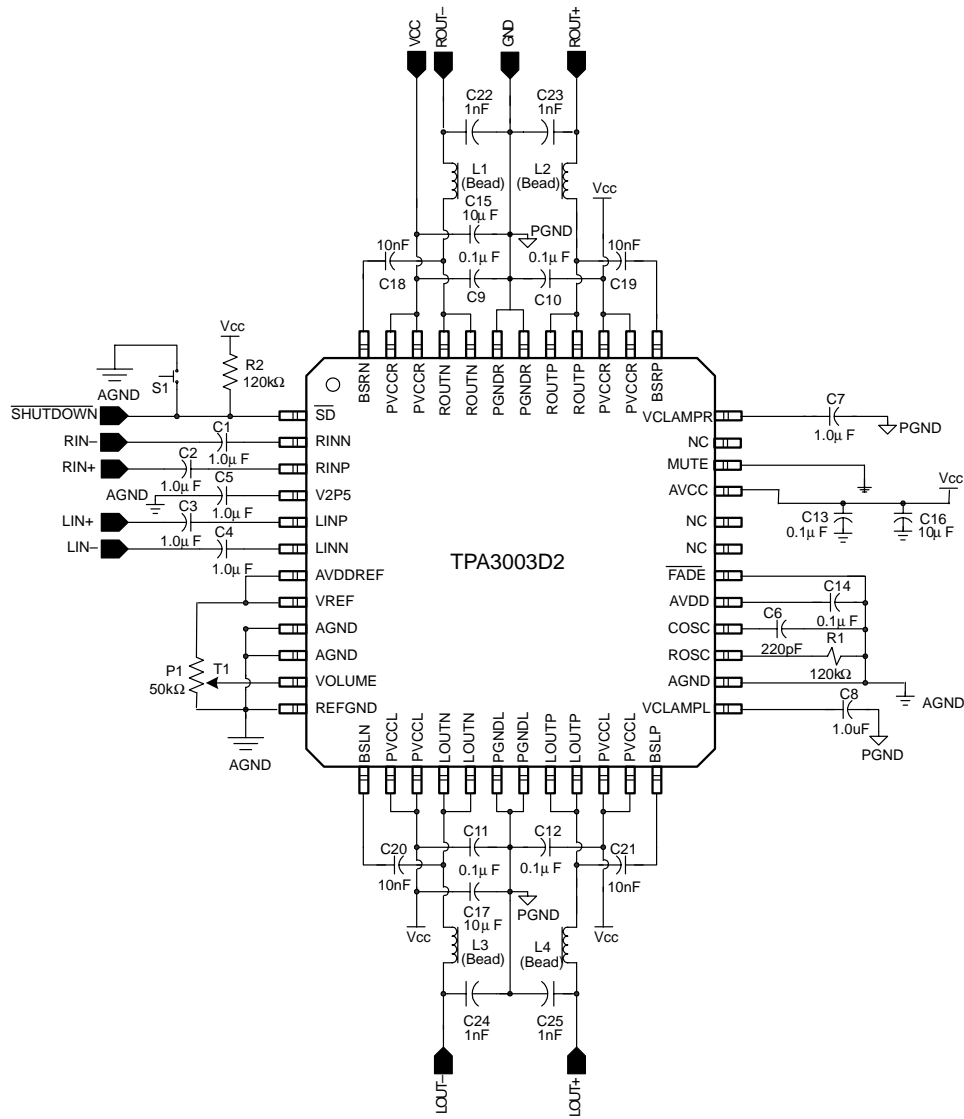 VCC
ROUT–
GND
ROUT+
C22
1nF
C23
1nF
L1
(Bead)
L2
(Bead)
Vcc
C15
10µ F
PGND
10nF
C18
0.1µ F
C9
0.1µ F
C10
10nF
C19
Vcc
R2
120kΩ
AGND
S1
BSRN
PVCCR
PVCCR
ROUTN
ROUTN
PGNDR
PGNDR
ROUTP
ROUTP
PVCCR
PVCCR
BSRP
SHUTDOWN
SD
RIN–
C1
1.0µ F
RINN
RIN+
C2
1.0µ F
RINP
AGND
C5
1.0µ F
V2P5
LIN+
C3
1.0µ F
LINP
LIN–
C4
1.0µ F
LINN
AVDDREF
VREF
AGND
AGND
P1
50kΩ
T1
VOLUME
REFGND
AGND
TPA3003D2
VCLAMPR
C7
1.0µ F
PGND
NC
MUTE
AVCC
Vcc
C13
0.1µ F
C16
10µ F
NC
NC
FADE
AVDD
C14
0.1µ F
COSC
C6
220pF
ROSC
R1
120kΩ
AGND
AGND
VCLAMPL
C8
1.0uF
PGND
BSLN
PVCCL
PVCCL
LOUTN
LOUTN
PGNDL
PGNDL
LOUTP
LOUTP
PVCCL
PVCCL
BSLP
C20
10nF
C11
0.1µ F
C12
0.1µ F
C21
10nF
C17
10µ F
PGND
Vcc
Vcc
L3
(Bead)
L4
(Bead)
C24
1nF
C25
1nF
LOUT–
LOUT+